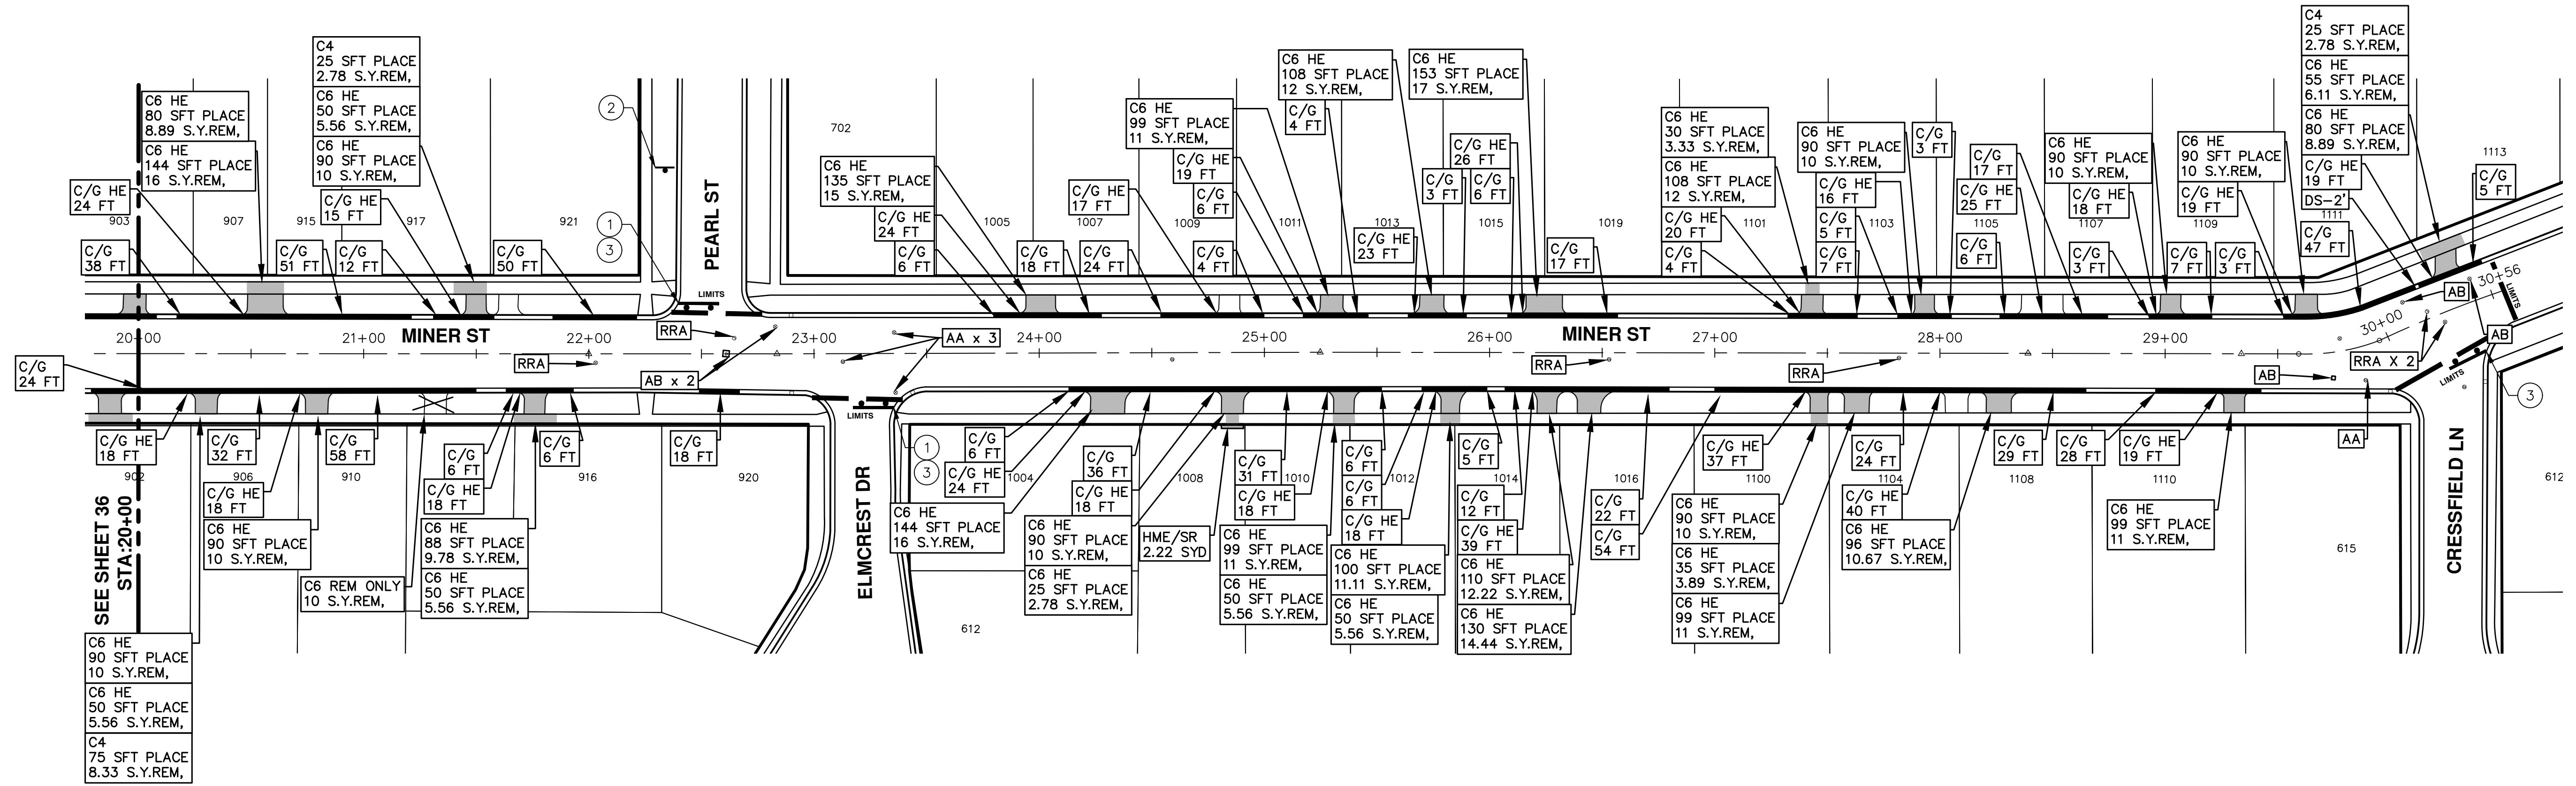 C6 HE
80 SFT PLACE
8.89 S.Y.REM,
C6 HE
144 SFT PLACE
16 S.Y.REM,
C/G HE
24 FT
C/G
38 FT
C4
25 SFT PLACE
2.78 S.Y.REM,
C6 HE
50 SFT PLACE
5.56 S.Y.REM,
C6 HE
90 SFT PLACE
10 S.Y.REM,
C/G HE
15 FT
C/G
51 FT
C/G
12 FT
C/G
50 FT
903
907
915
917
921
2
1
3
PEARL ST
LIMITS
702
C6 HE
135 SFT PLACE
15 S.Y.REM,
C/G HE
24 FT
C/G
6 FT
1005
C/G
18 FT
C/G HE
17 FT
1007
C/G
24 FT
C6 HE
99 SFT PLACE
11 S.Y.REM,
C/G HE
19 FT
C/G
6 FT
1009
C/G
4 FT
C6 HE
108 SFT PLACE
12 S.Y.REM,
C/G
4 FT
1011
C6 HE
153 SFT PLACE
17 S.Y.REM,
C/G HE
26 FT
C/G
3 FT
C/G
6 FT
1013
C/G HE
23 FT
1015
C/G
17 FT
1019
C6 HE
30 SFT PLACE
3.33 S.Y.REM,
C6 HE
108 SFT PLACE
12 S.Y.REM,
C/G HE
20 FT
C/G
4 FT
1101
C6 HE
90 SFT PLACE
10 S.Y.REM,
C/G HE
16 FT
C/G
5 FT
C/G
7 FT
C/G
3 FT
1103
C/G
17 FT
C/G HE
25 FT
1105
C/G
6 FT
C6 HE
90 SFT PLACE
10 S.Y.REM,
C/G HE
18 FT
1107
C/G
3 FT
C6 HE
90 SFT PLACE
10 S.Y.REM,
C/G HE
19 FT
1109
C/G
7 FT
C/G
3 FT
C4
25 SFT PLACE
2.78 S.Y.REM,
C6 HE
55 SFT PLACE
6.11 S.Y.REM,
C6 HE
80 SFT PLACE
8.89 S.Y.REM,
C/G HE
19 FT
DS-2'
1111
C/G
47 FT
1113
C/G
5 FT
20+00
21+00
MINER ST
22+00
23+00
24+00
25+00
26+00
MINER ST
27+00
28+00
29+00
30+00
30+56
LIMITS
RRA
RRA
AB x 2
AA x 3
RRA
RRA
AB
AB
RRA X 2
AB
AA
LIMITS
3
C/G
24 FT
SEE SHEET 36
STA:20+00
C/G HE
18 FT
902
C6 HE
90 SFT PLACE
10 S.Y.REM,
C6 HE
50 SFT PLACE
5.56 S.Y.REM,
C4
75 SFT PLACE
8.33 S.Y.REM,
C/G
32 FT
906
C/G HE
18 FT
C6 HE
90 SFT PLACE
10 S.Y.REM,
C/G
58 FT
910
C6 REM ONLY
10 S.Y.REM,
C/G
6 FT
C/G HE
18 FT
C6 HE
88 SFT PLACE
9.78 S.Y.REM,
C6 HE
50 SFT PLACE
5.56 S.Y.REM,
C/G
6 FT
916
C/G
18 FT
920
LIMITS
ELMCREST DR
1
3
C/G
6 FT
C/G HE
24 FT
1004
C6 HE
144 SFT PLACE
16 S.Y.REM,
612
C/G
36 FT
C/G HE
18 FT
C6 HE
90 SFT PLACE
10 S.Y.REM,
C6 HE
25 SFT PLACE
2.78 S.Y.REM,
1008
HME/SR
2.22 SYD
C/G
31 FT
C/G HE
18 FT
1010
C6 HE
99 SFT PLACE
11 S.Y.REM,
C6 HE
50 SFT PLACE
5.56 S.Y.REM,
C/G
6 FT
C/G
6 FT
C/G HE
18 FT
1012
C6 HE
100 SFT PLACE
11.11 S.Y.REM,
C6 HE
50 SFT PLACE
5.56 S.Y.REM,
C/G
5 FT
1014
C/G
12 FT
C/G HE
39 FT
C6 HE
110 SFT PLACE
12.22 S.Y.REM,
C6 HE
130 SFT PLACE
14.44 S.Y.REM,
1016
C/G
22 FT
C/G
54 FT
C/G HE
37 FT
1100
C6 HE
90 SFT PLACE
10 S.Y.REM,
C6 HE
35 SFT PLACE
3.89 S.Y.REM,
C6 HE
99 SFT PLACE
11 S.Y.REM,
C/G
24 FT
1104
C/G HE
40 FT
C6 HE
96 SFT PLACE
10.67 S.Y.REM,
C/G
29 FT
1108
C/G
28 FT
C/G HE
19 FT
1110
C6 HE
99 SFT PLACE
11 S.Y.REM,
615
CRESSFIELD LN
612